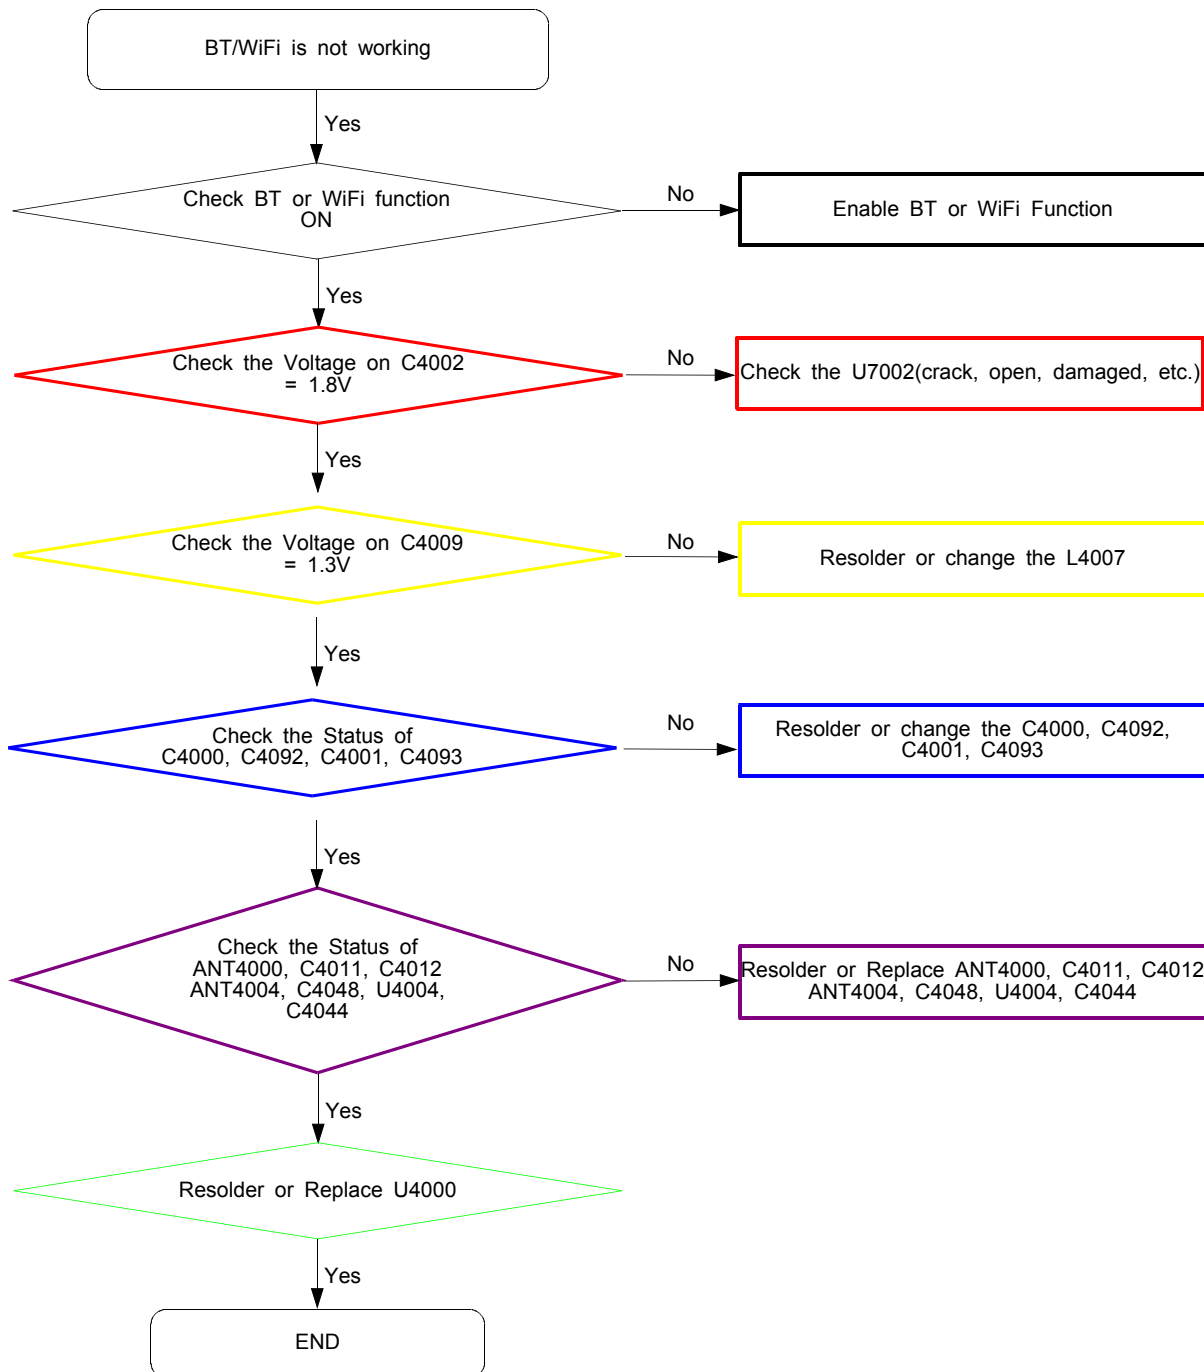 BT/WiFi is not working
Yes
Check BT or WiFi function
ON
No
Enable BT or WiFi Function
Yes
Check the Voltage on C4002
= 1.8V
No
Check the U7002(crack, open, damaged, etc.)
Yes
Check the Voltage on C4009
= 1.3V
No
Resolder or change the L4007
Yes
Check the Status of
C4000, C4092, C4001, C4093
No
Resolder or change the C4000, C4092,
C4001, C4093
Yes
Check the Status of
ANT4000, C4011, C4012
ANT4004, C4048, U4004,
C4044
No
Resolder or Replace ANT4000, C4011, C4012
ANT4004, C4048, U4004, C4044
Yes
Resolder or Replace U4000
Yes
END